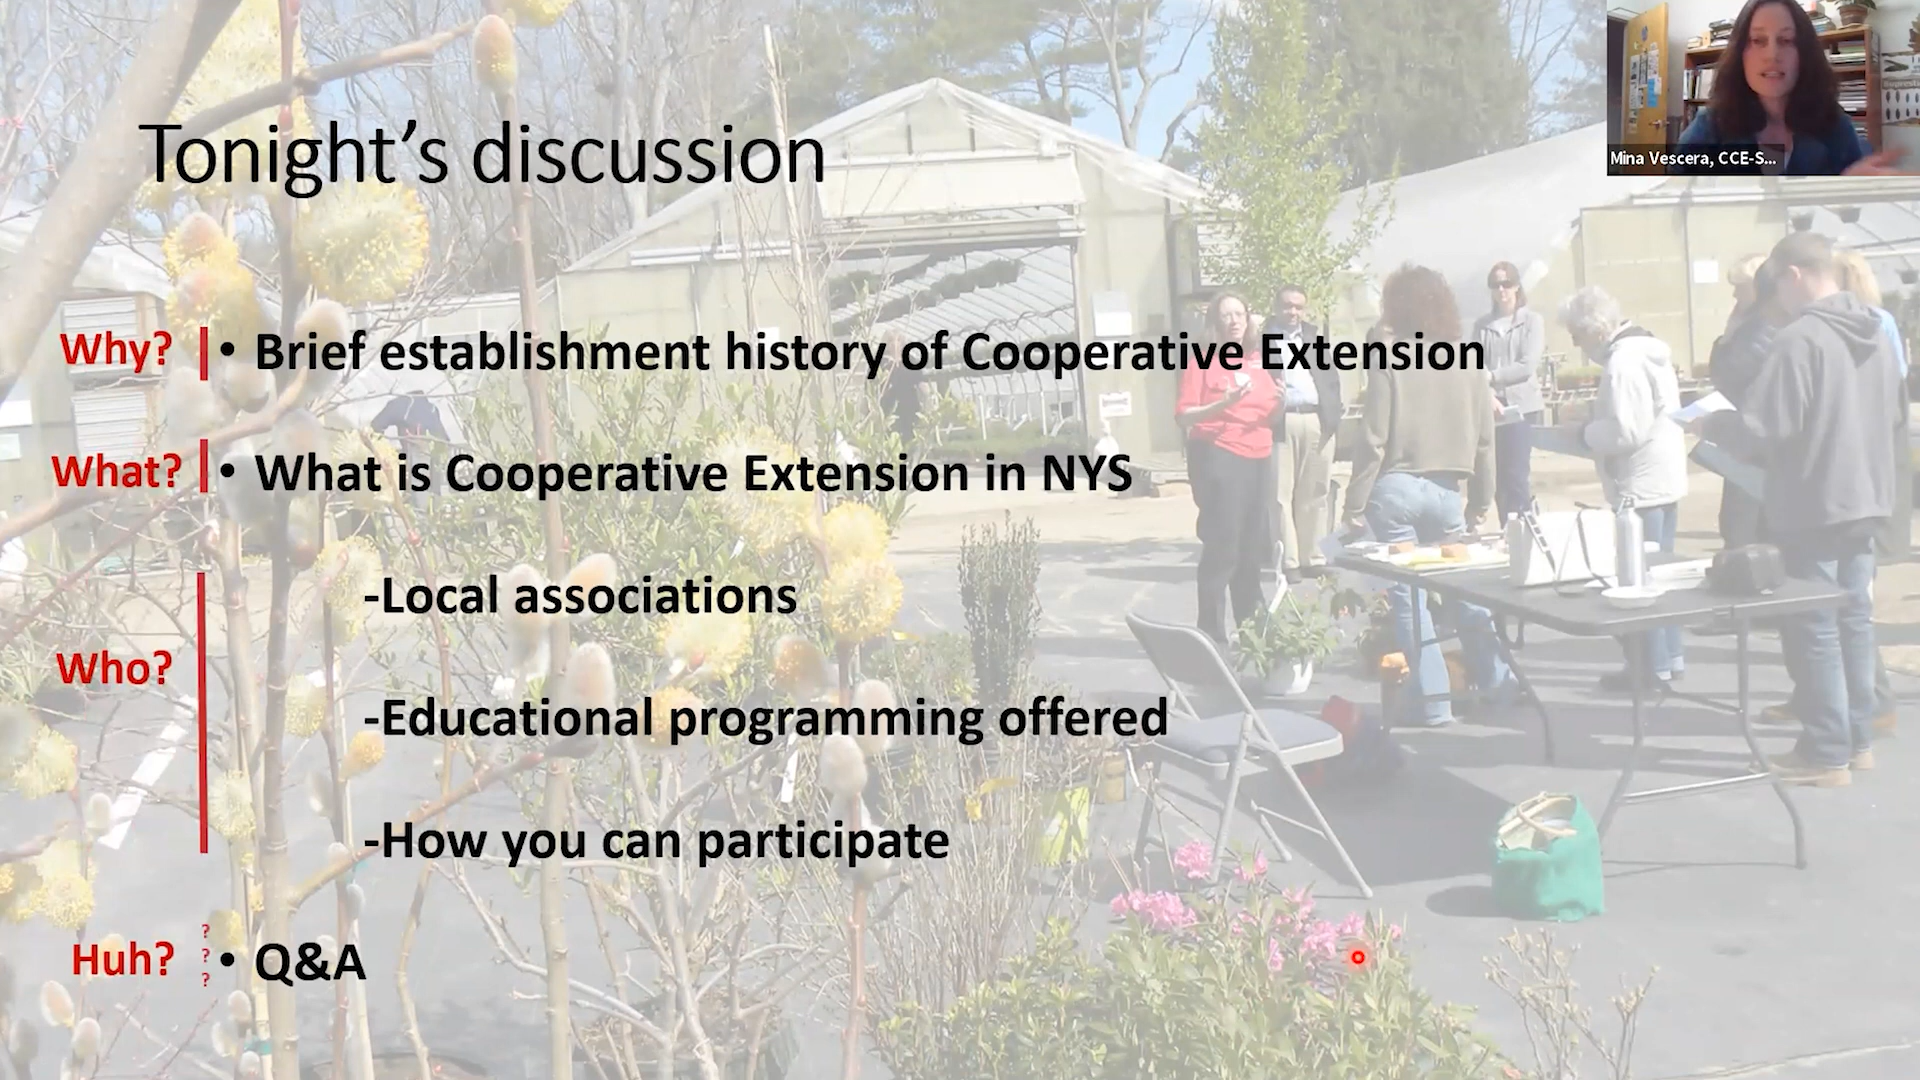 Tonight's discussion
Mina Vescera, CCE-S...
Why? • Brief establishment history of Cooperative Extension
What? • What is Cooperative Extension in NYS
-Local associations
Who?
-Educational programming offered
-How you can participate
Huh? ? ? ? • Q&A